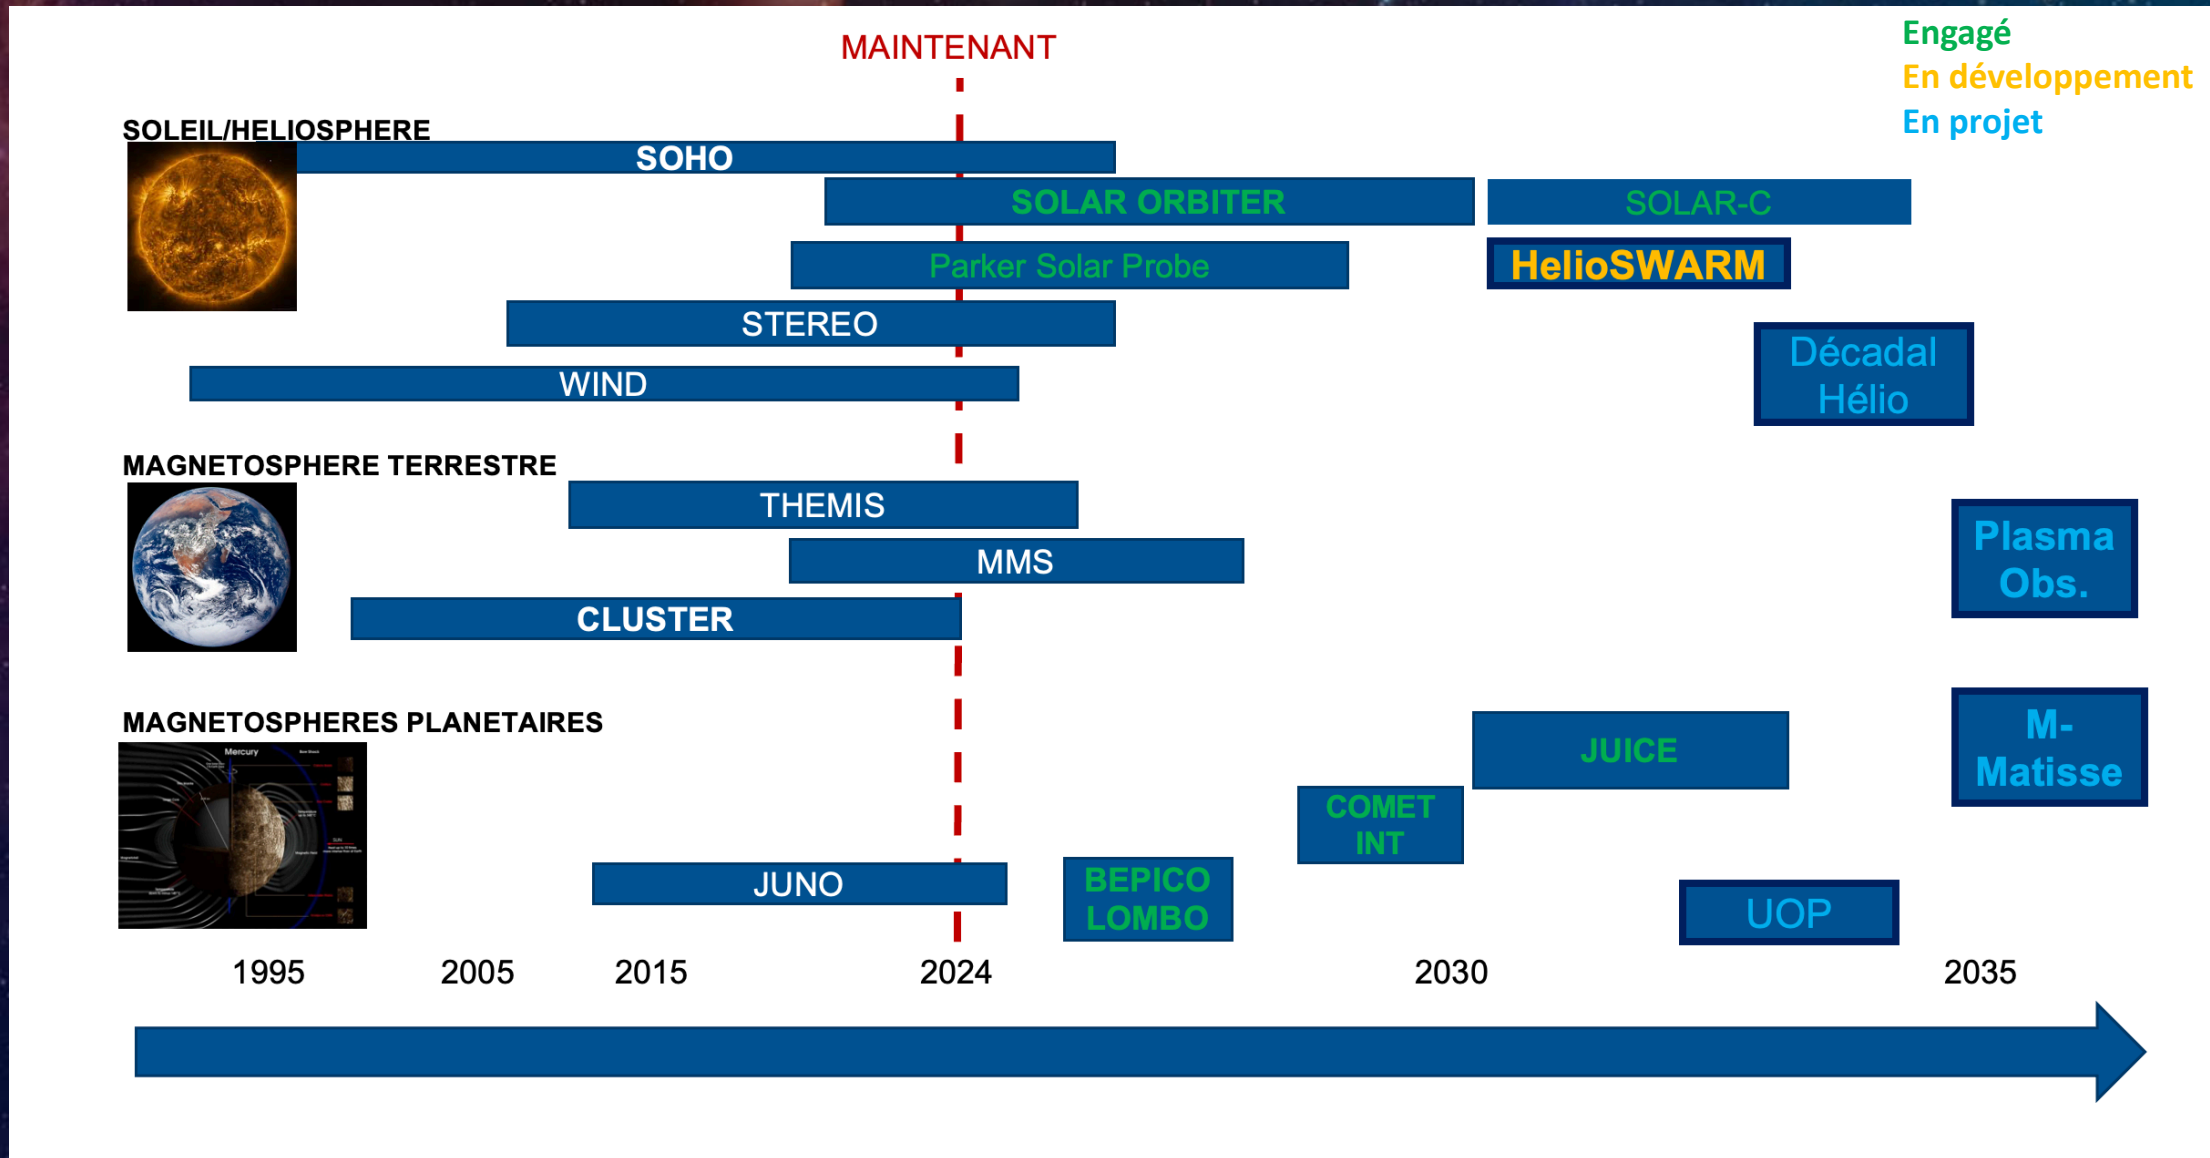 MAINTENANT
Engagé
En développement
En projet
SOLEIL/HELIOSPHERE
SOHO
SOLAR ORBITER
SOLAR-C
Parker Solar Probe
HelioSWARM
STEREO
Décadal
Hélio
WIND
MAGNETOSPHERE TERRESTRE
THEMIS
MMS
Plasma
Obs.
CLUSTER
MAGNETOSPHERES PLANETAIRES
Mercury
M-
Matisse
JUICE
COMET
INT
JUNO
BEPICO
LOMBO
UOP
1995
2005
2015
2024
2030
2035